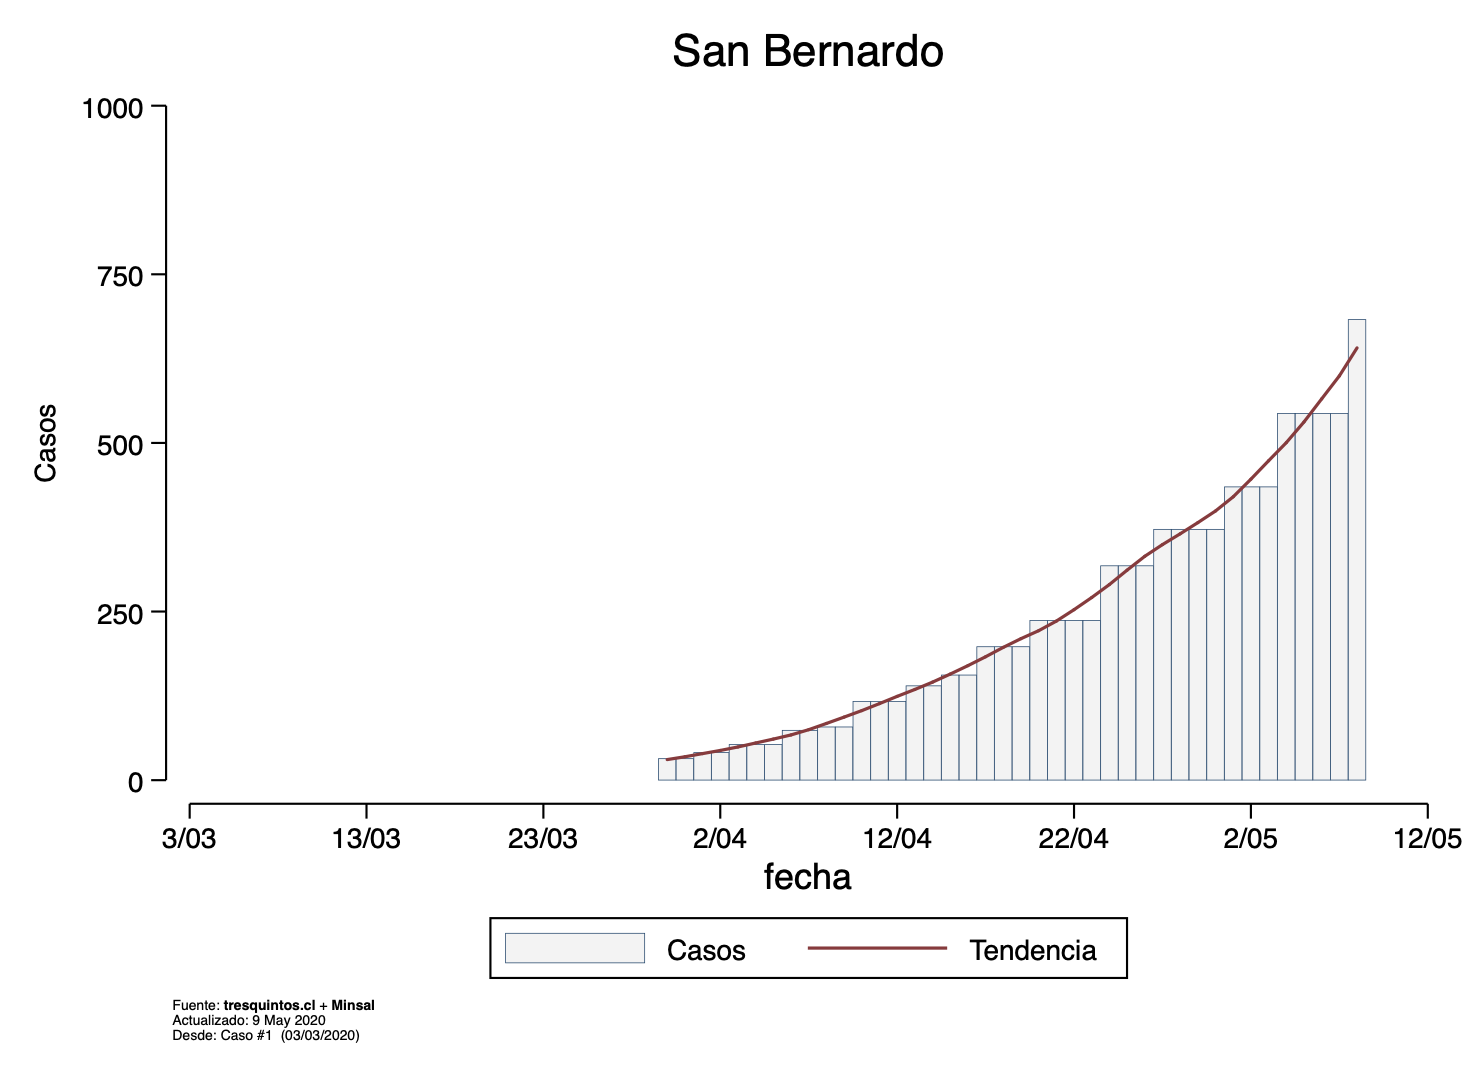 San Bernardo
1000
750
500
250
0
Casos
3/03 13/03 23/03 2/04 12/04 22/04 2/05 12/05
fecha
Casos Tendencia
Fuente: tresquintos.cl + Minsal
Actualizado: 9 May 2020
Desde: Caso #1 (03/03/2020)